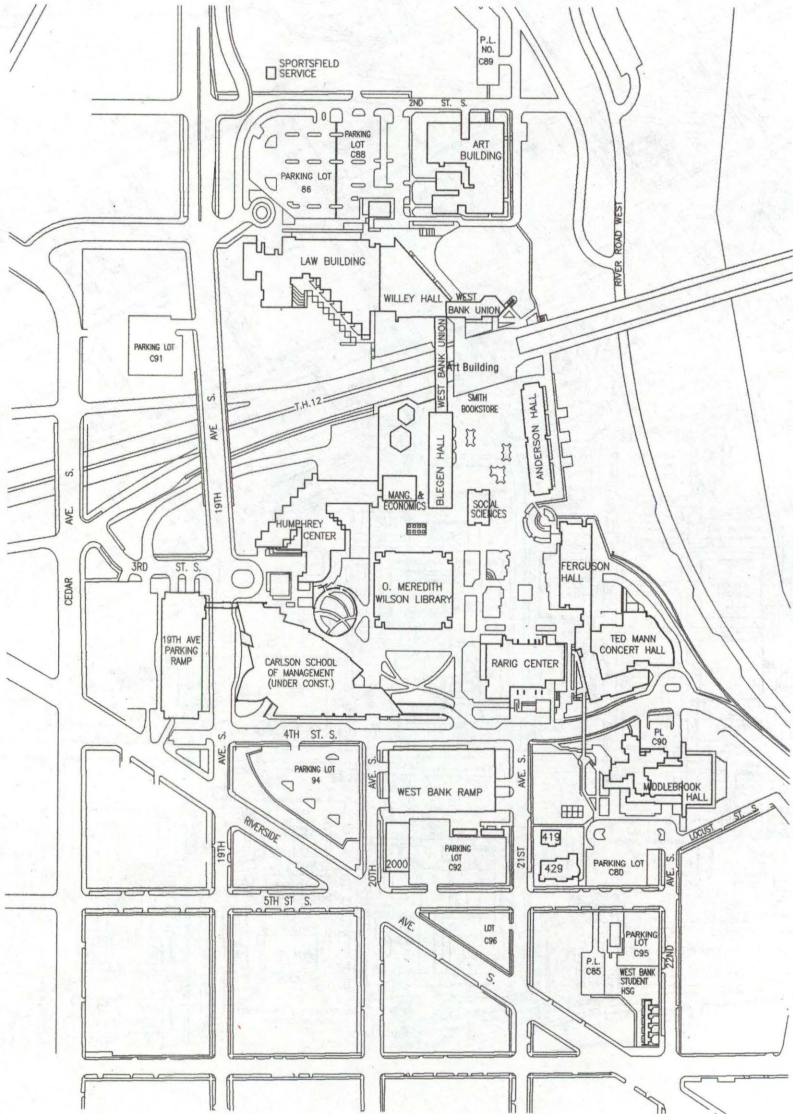 P.L.
NO.
C89
SPORTSFIELD
SERVICE
2ND ST. S.
PARKING
LOT
C88
ART
BUILDING
PARKING LOT
86
RIVER ROAD WEST
LAW BUILDING
WILLEY HALL
WEST
BANK UNION
PARKING LOT
C91
WEST BANK UNION
Art Building
T.H.12
SMITH
BOOKSTORE
ANDERSON HALL
BLEGEN HALL
19TH AVE S.
CEDAR AVE. S.
MANG. &
ECONOMICS
SOCIAL
SCIENCES
HUMPHREY
CENTER
3RD ST. S.
FERGUSON
HALL
O. MEREDITH
WILSON LIBRARY
19TH AVE
PARKING
RAMP
TED MANN
CONCERT HALL
CARLSON SCHOOL
OF MANAGEMENT
(UNDER CONST.)
RARIG CENTER
4TH ST. S.
PL
C90
PARKING LOT
94
WEST BANK RAMP
MIDDLEBROOK
HALL
19TH AVE. S.
RIVERSIDE
20TH AVE. S.
21ST AVE. S.
LOCUST ST. S
2000
PARKING
LOT
C92
419
429
PARKING LOT
C80
22ND AVE. S.
5TH ST S.
AVE. S.
LOT
C96
P.L.
C85
PARKING
LOT
C95
WEST BANK
STUDENT
HSG